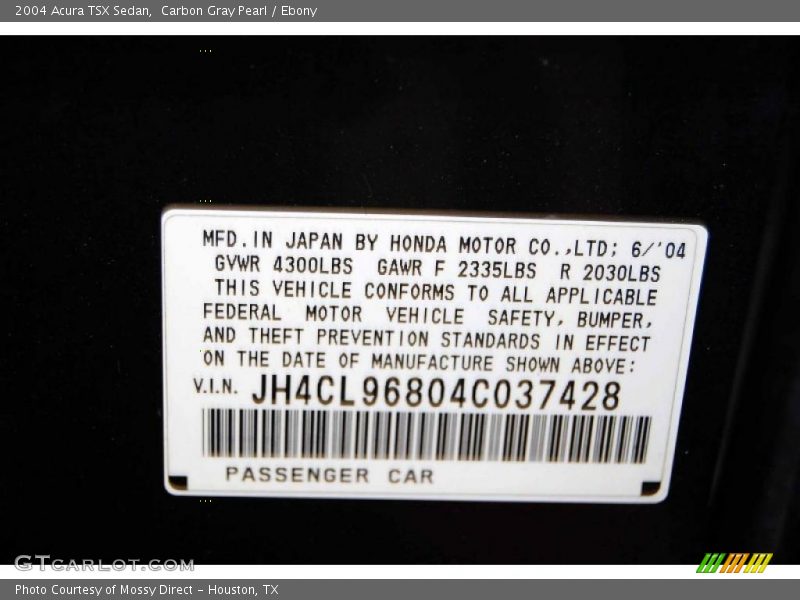 2004 Acura TSX Sedan,  Carbon Gray Pearl / Ebony
MFD.IN JAPAN BY HONDA MOTOR CO.,LTD; 6/'04
GVWR 4300LBS GAWR F 2335LBS R 2030LBS
THIS VEHICLE CONFORMS TO ALL APPLICABLE
FEDERAL MOTOR VEHICLE SAFETY, BUMPER,
AND THEFT PREVENTION STANDARDS IN EFFECT
ON THE DATE OF MANUFACTURE SHOWN ABOVE:
V.I.N. JH4CL96804C037428
PASSENGER CAR
GTCARLOT.COM
Photo Courtesy of Mossy Direct – Houston, TX